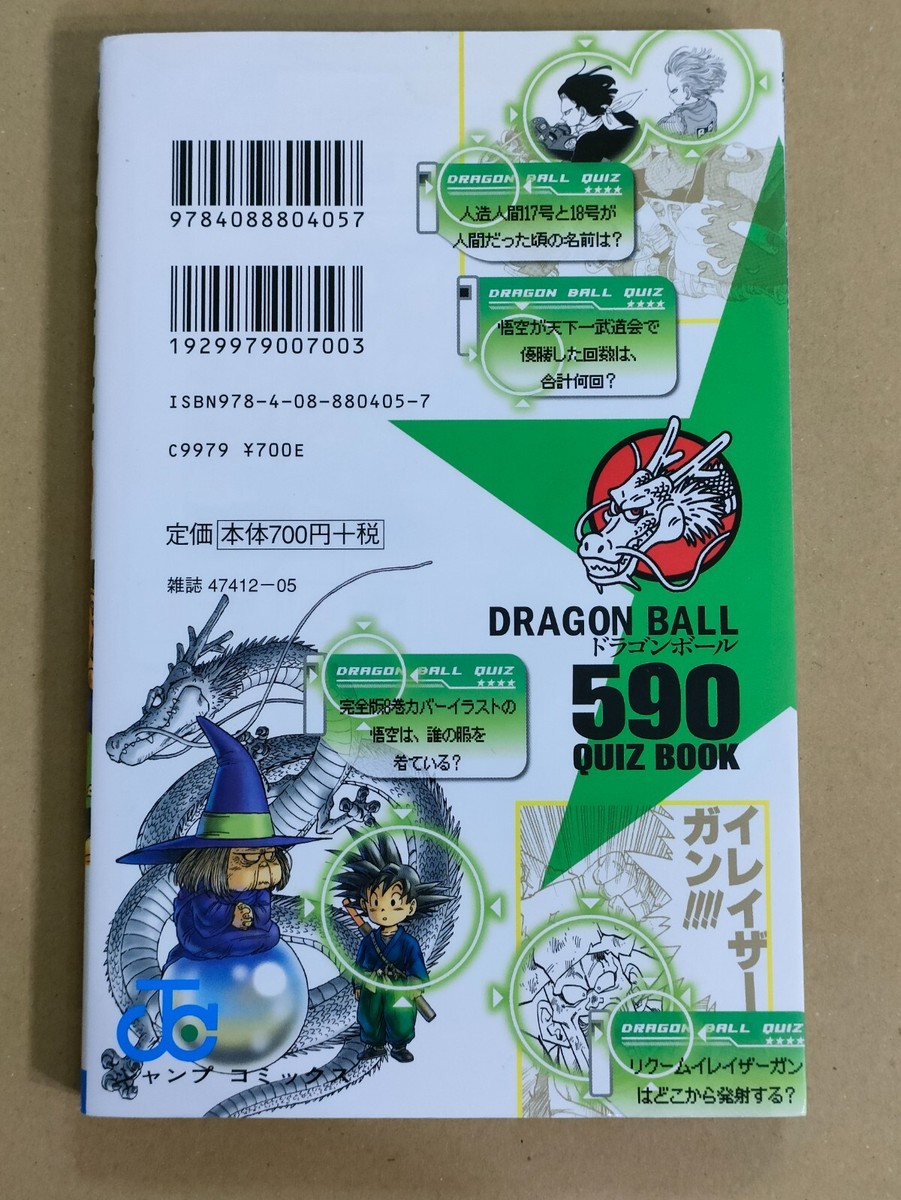 9784088804057
1929979007003
ISBN978-4-08-880405-7
C9979 ¥700E
定価 本体700円+税
雑誌 47412-05
DRAGON BALL QUIZ
★★★★
人造人間17号と18号が
人間だった頃の名前は?
DRAGON BALL QUIZ
★★★★
悟空が天下一武道会で
優勝した回数は、
合計何回?
DRAGON BALL
ドラゴンボール
590
QUIZ BOOK
DRAGON BALL QUIZ
★★★★
完全版8巻カバーイラストの
悟空は、誰の服を
着ている?
イレイザー
ガン!!!!
DRAGON BALL QUIZ
★★★★
リクームイレイザーガン
はどこから発射する?
JC
ジャンプ コミックス